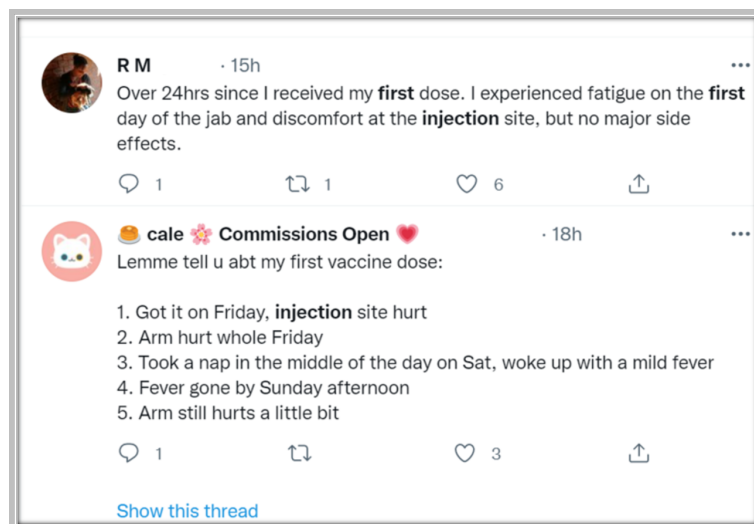 R M · 15h
Over 24hrs since I received my first dose. I experienced fatigue on the first
day of the jab and discomfort at the injection site, but no major side
effects.
1 1 6
🍮 cale 🌸 Commissions Open 💗 · 18h
Lemme tell u abt my first vaccine dose:
1. Got it on Friday, injection site hurt
2. Arm hurt whole Friday
3. Took a nap in the middle of the day on Sat, woke up with a mild fever
4. Fever gone by Sunday afternoon
5. Arm still hurts a little bit
1 3
Show this thread